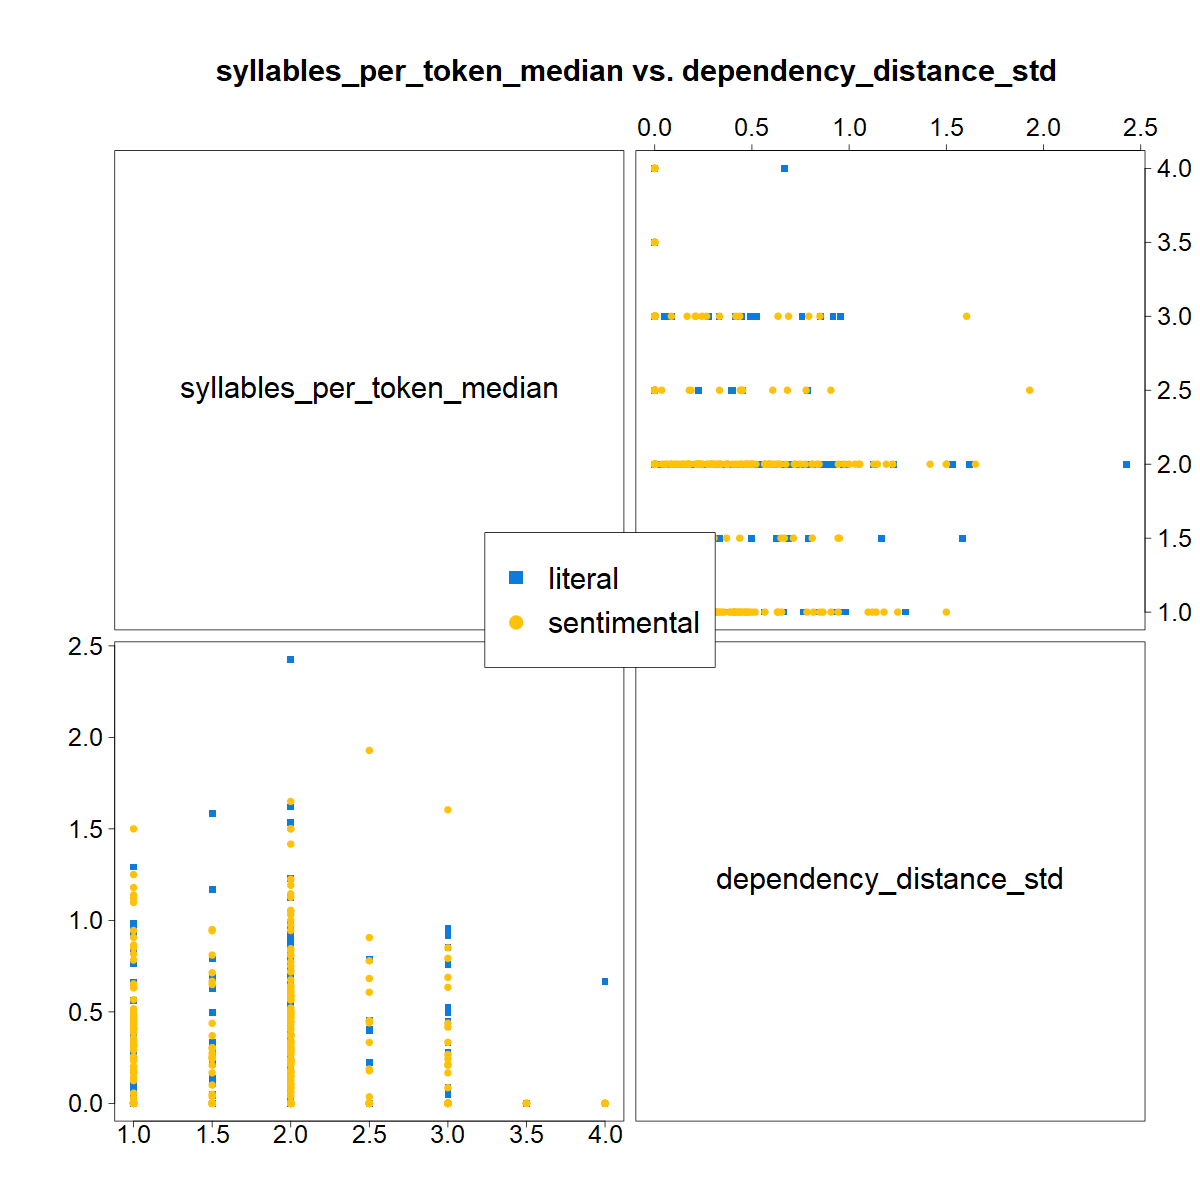 syllables_per_token_median vs. dependency_distance_std
0.0 0.5 1.0 1.5 2.0 2.5
4.0
3.5
3.0
syllables_per_token_median
2.5
2.0
1.5
literal
1.0
sentimental
2.5
2.0
1.5
dependency_distance_std
1.0
0.5
0.0
1.0 1.5 2.0 2.5 3.0 3.5 4.0